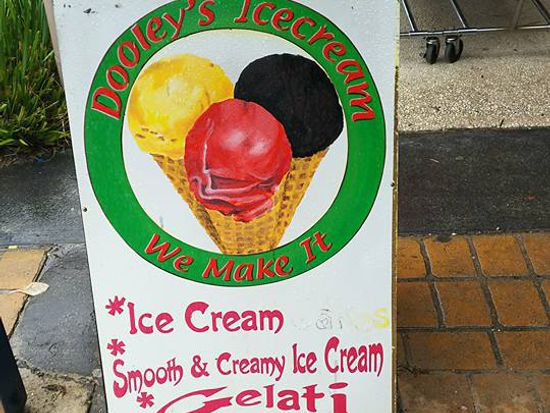 Dooley's Icecream
We Make It
*Ice Cream
*Smooth & Creamy Ice Cream
*Gelati